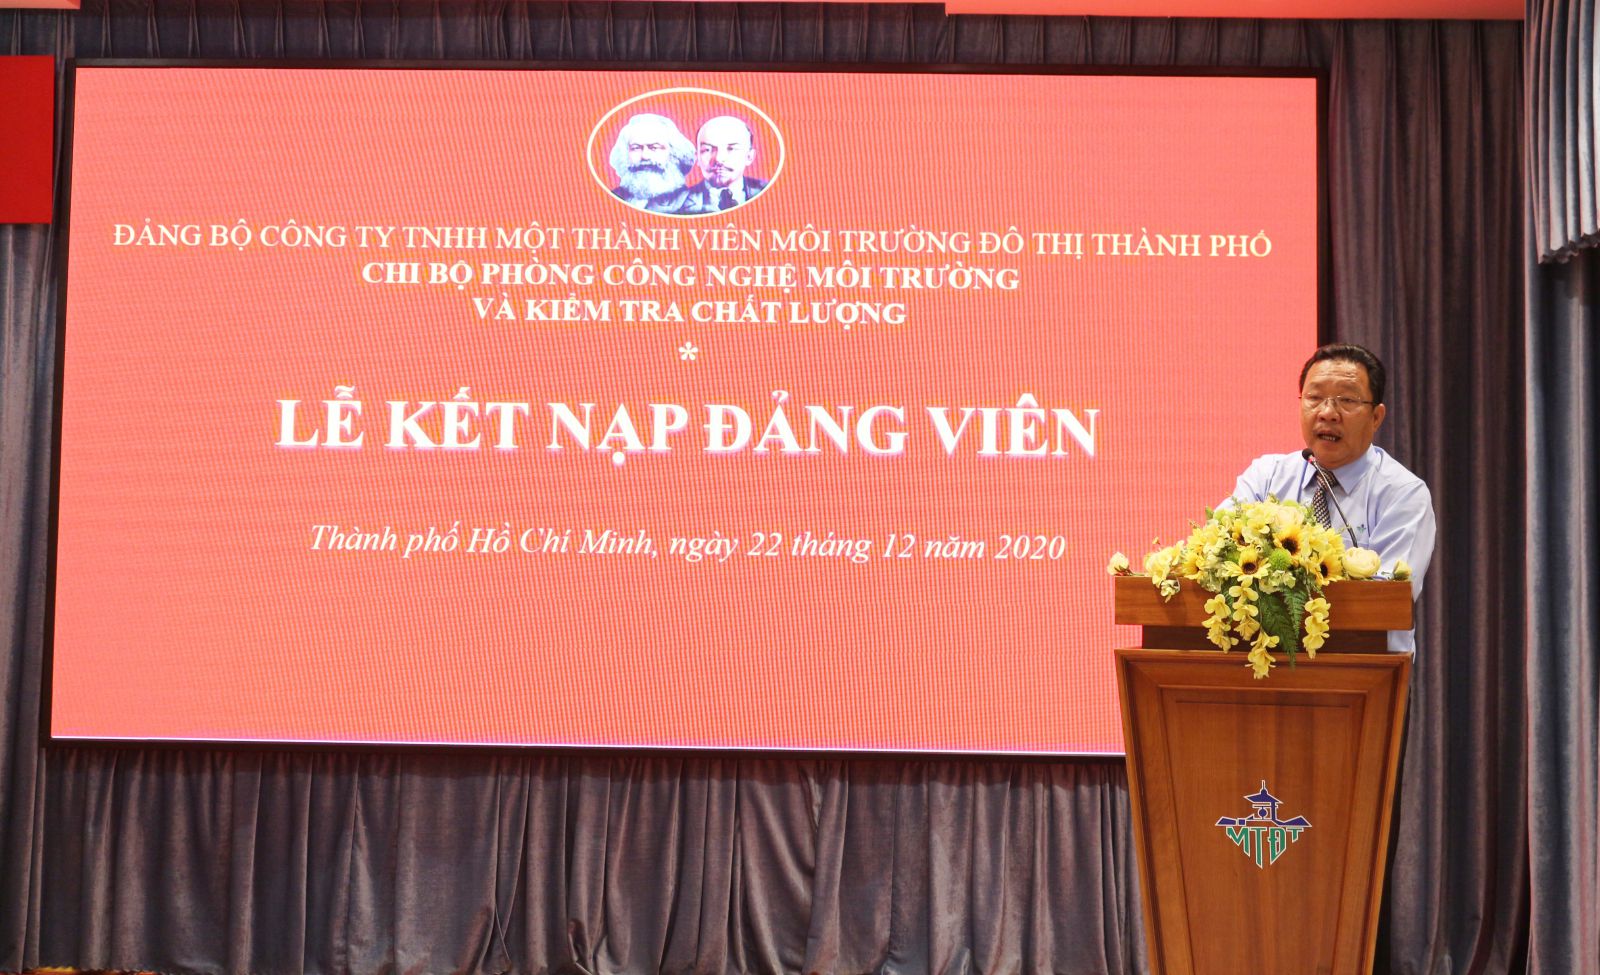 ĐẢNG BỘ CÔNG TY TNHH MỘT THÀNH VIÊN MÔI TRƯỜNG ĐÔ THỊ THÀNH PHỐ
CHI BỘ PHÒNG CÔNG NGHỆ MÔI TRƯỜNG
VÀ KIỂM TRA CHẤT LƯỢNG
*
LỄ KẾT NẠP ĐẢNG VIÊN
Thành phố Hồ Chí Minh, ngày 22 tháng 12 năm 2020
MTĐT